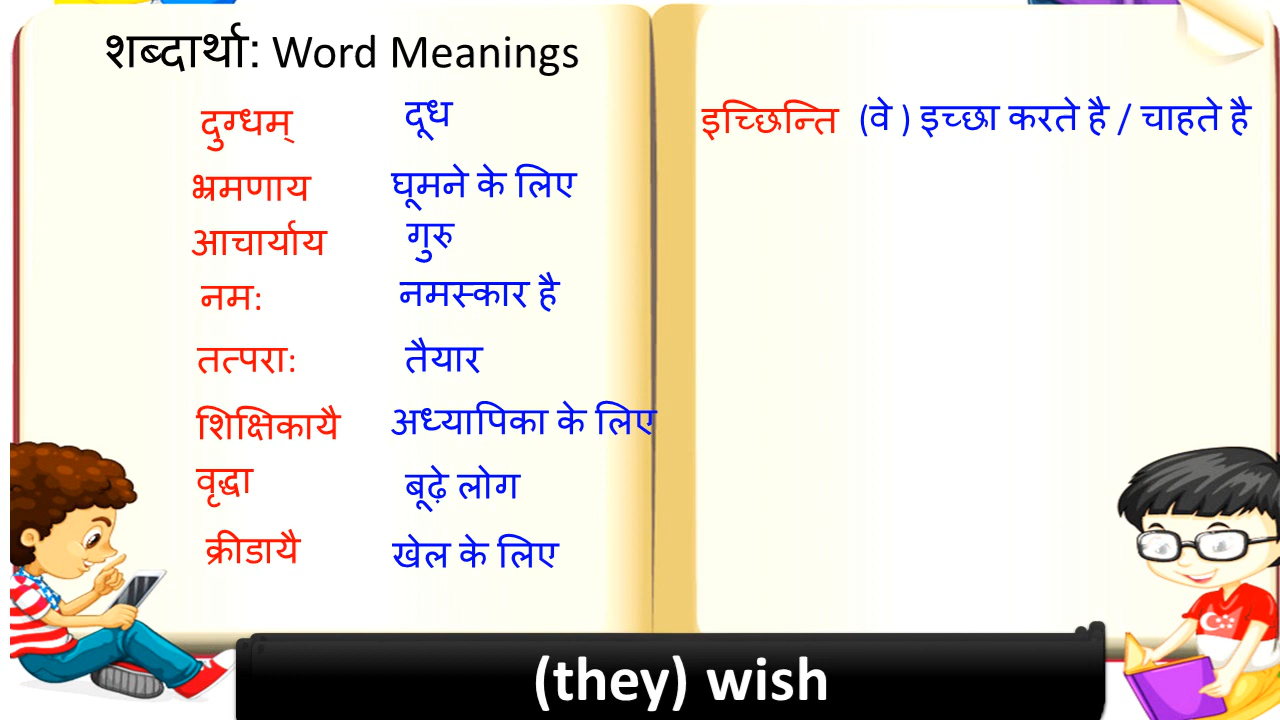 शब्दार्था: Word Meanings
दुग्धम् दूध
भ्रमणाय घूमने के लिए
आचार्याय गुरु
नम: नमस्कार है
तत्परा: तैयार
शिक्षिकायै अध्यापिका के लिए
वृद्धा बूढ़े लोग
क्रीडायै खेल के लिए
इच्छिन्ति (वे ) इच्छा करते है / चाहते है
(they) wish